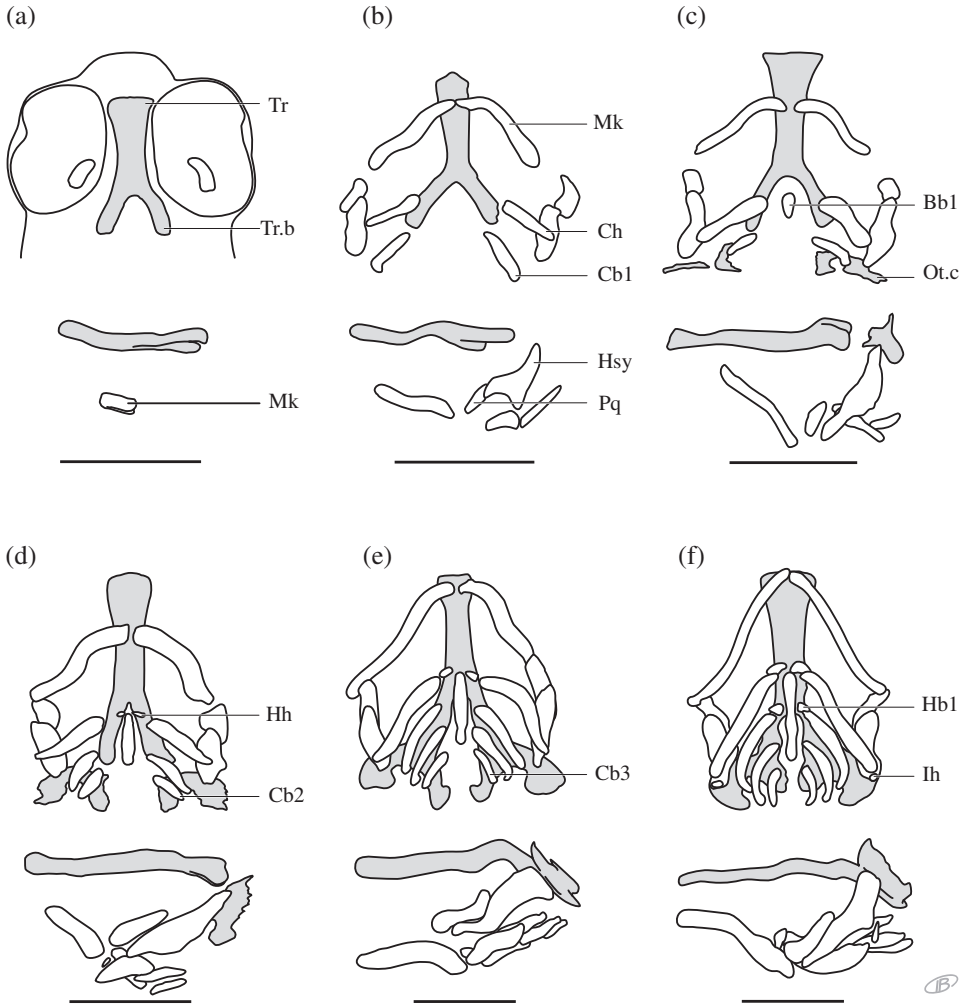 (a)
(b)
(c)
Tr
Tr.b
Mk
Mk
Ch
Cb1
Hsy
Pq
Bb1
Ot.c
(d)
(e)
(f)
Hh
Cb2
Cb3
Hb1
Ih